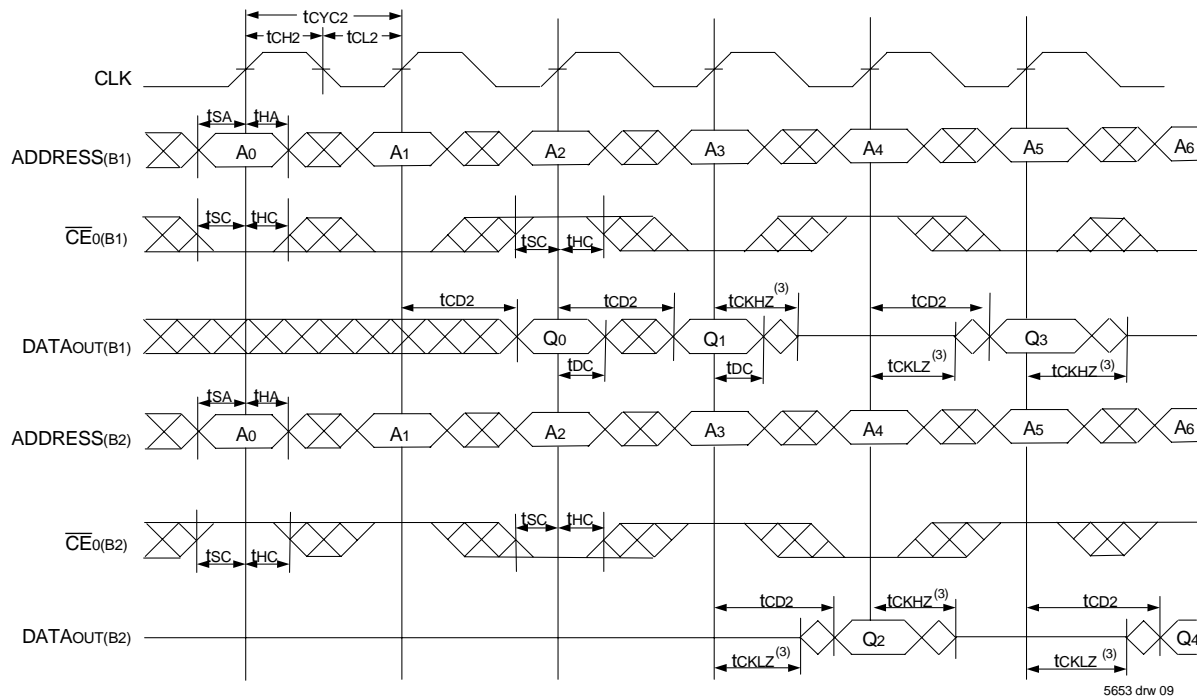 tCYC2
tCH2 tCL2
CLK
tSA tHA
ADDRESS(B1) A0 A1 A2 A3 A4 A5 A6
tSC tHC
CE0(B1)
tSC tHC
tCD2 tCD2 tCKHZ(3) tCD2
DATAOUT(B1) Q0 Q1 Q3
tDC tDC tCKLZ(3) tCKHZ(3)
tSA tHA
ADDRESS(B2) A0 A1 A2 A3 A4 A5 A6
tSC tHC
CE0(B2)
tSC tHC
tCD2 tCKHZ(3) tCD2
DATAOUT(B2) Q2 Q4
tCKLZ(3) tCKLZ(3)
5653 drw 09